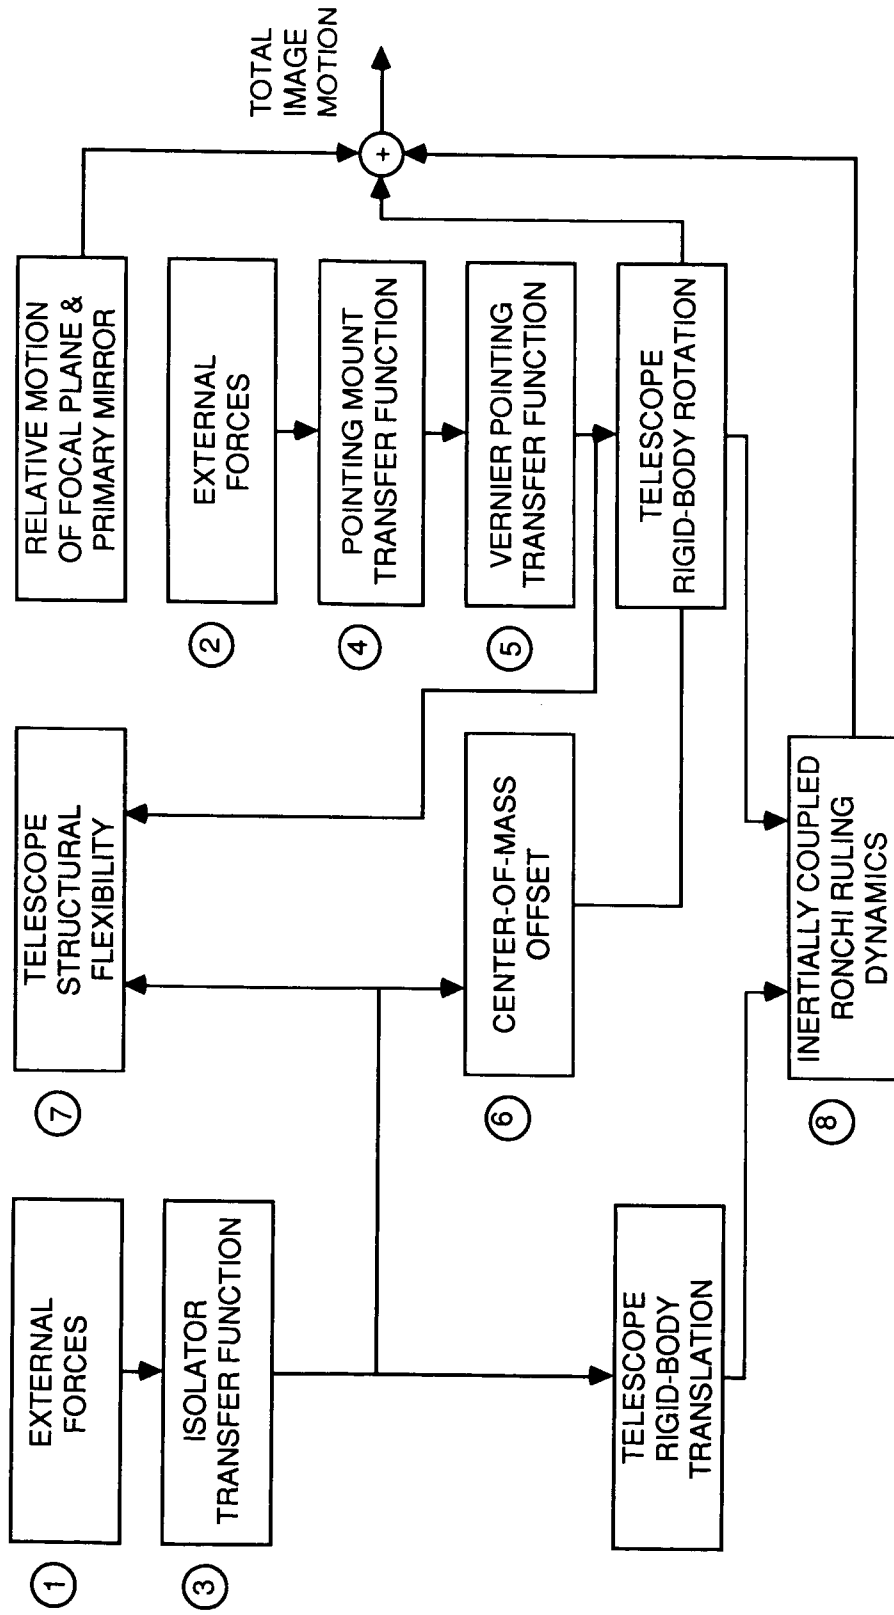 1
EXTERNAL
FORCES
3
ISOLATOR
TRANSFER FUNCTION
TELESCOPE
RIGID-BODY
TRANSLATION
7
TELESCOPE
STRUCTURAL
FLEXIBILITY
6
CENTER-OF-MASS
OFFSET
8
INERTIALLY COUPLED
RONCHI RULING
DYNAMICS
RELATIVE MOTION
OF FOCAL PLANE &
PRIMARY MIRROR
2
EXTERNAL
FORCES
4
POINTING MOUNT
TRANSFER FUNCTION
5
VERNIER POINTING
TRANSFER FUNCTION
TELESCOPE
RIGID-BODY ROTATION
+
TOTAL
IMAGE
MOTION